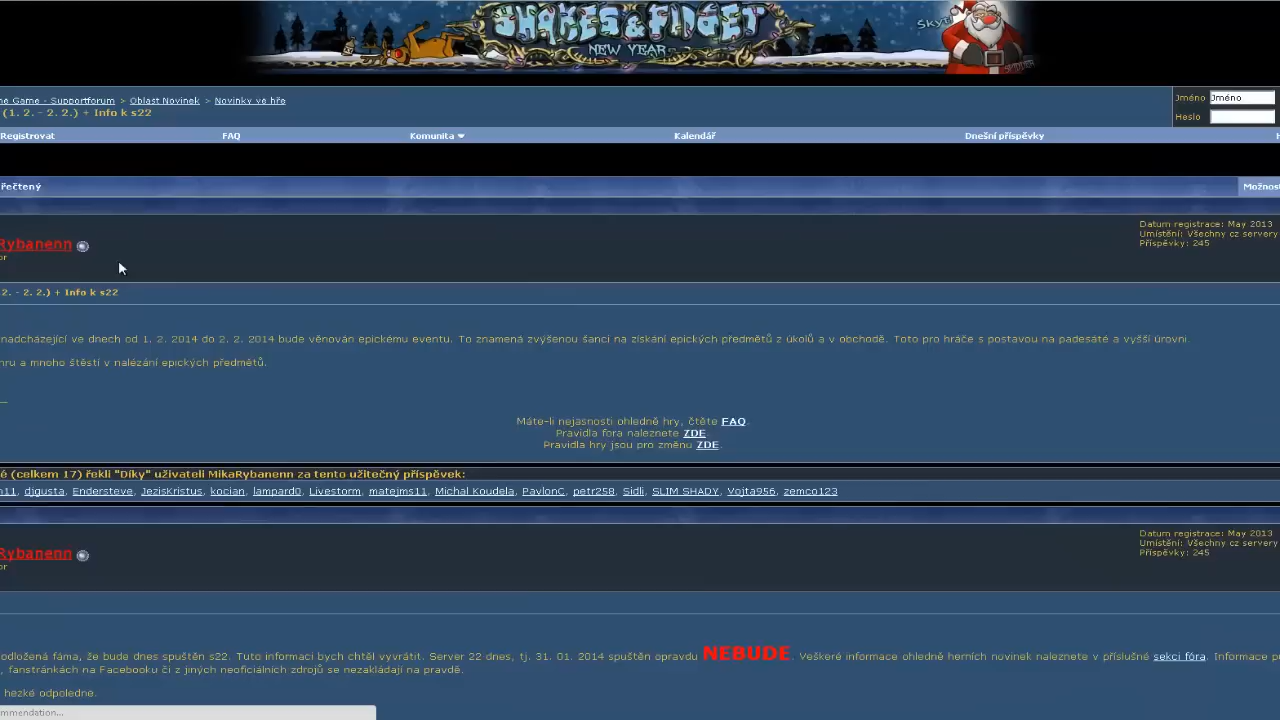 SHAKES & FIDGET
NEW YEAR
ne Game - Supportforum > Oblast Novinek > Novinky ve hře
(1. 2. - 2. 2.) + Info k s22
Jméno Jméno
Heslo
Registrovat FAQ Komunita Kalendář Dnešní příspěvky
řečtený Možnost
Rybanenn
or
Datum registrace: May 2013
Umístění: Všechny cz servery
Příspěvky: 245
2. - 2. 2.) + Info k s22
nadcházející ve dnech od 1. 2. 2014 do 2. 2. 2014 bude věnován epickému eventu. To znamená zvýšenou šanci na získání epických předmětů z úkolů a v obchodě. Toto pro hráče s postavou na padesáté a vyšší úrovni.
hru a mnoho štěstí v nalézání epických předmětů.
Máte-li nejasnosti ohledně hry, čtěte FAQ.
Pravidla fora naleznete ZDE.
Pravidla hry jsou pro změnu ZDE.
é (celkem 17) řekli "Díky" uživateli MikaRybanenn za tento užitečný příspěvek:
n11, djgusta, Endersteve, JezisKristus, kocian, lampard0, Livestorm, matejms11, Michal Koudela, PavlonC, petr258, Sidli, SLIM SHADY, Vojta956, zemco123
Rybanenn
or
Datum registrace: May 2013
Umístění: Všechny cz servery
Příspěvky: 245
odložená fáma, že bude dnes spuštěn s22. Tuto informaci bych chtěl vyvrátit. Server 22 dnes, tj. 31. 01. 2014 spuštěn opravdu NEBUDE. Veškeré informace ohledně herních novinek naleznete v příslušné sekci fóra. Informace p
, fanstránkách na Facebooku či z jiných neoficiálních zdrojů se nezakládají na pravdě.
hezké odpoledne.
mmendation...